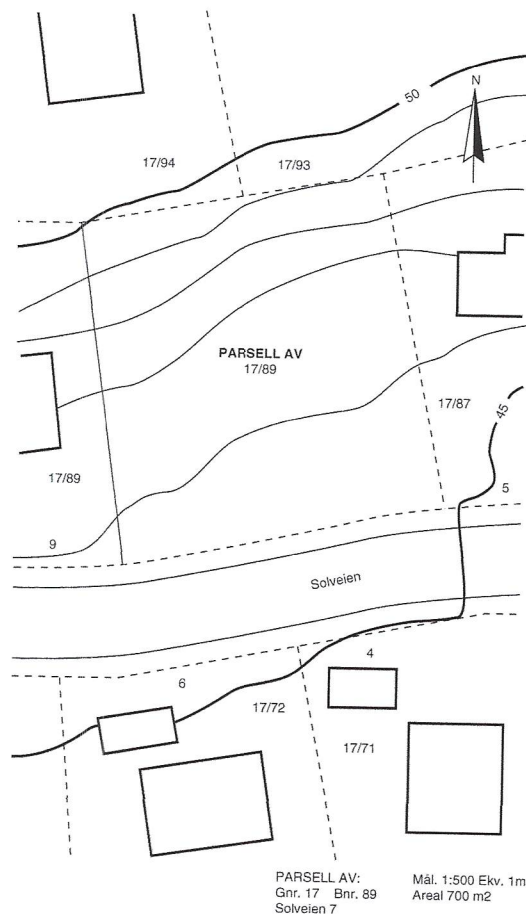 50
N
17/94
17/93
PARSELL AV
17/89
17/87
45
17/89
5
9
Solveien
4
6
17/72
17/71
PARSELL AV:
Gnr. 17 Bnr. 89
Solveien 7
Mål. 1:500 Ekv. 1m
Areal 700 m2